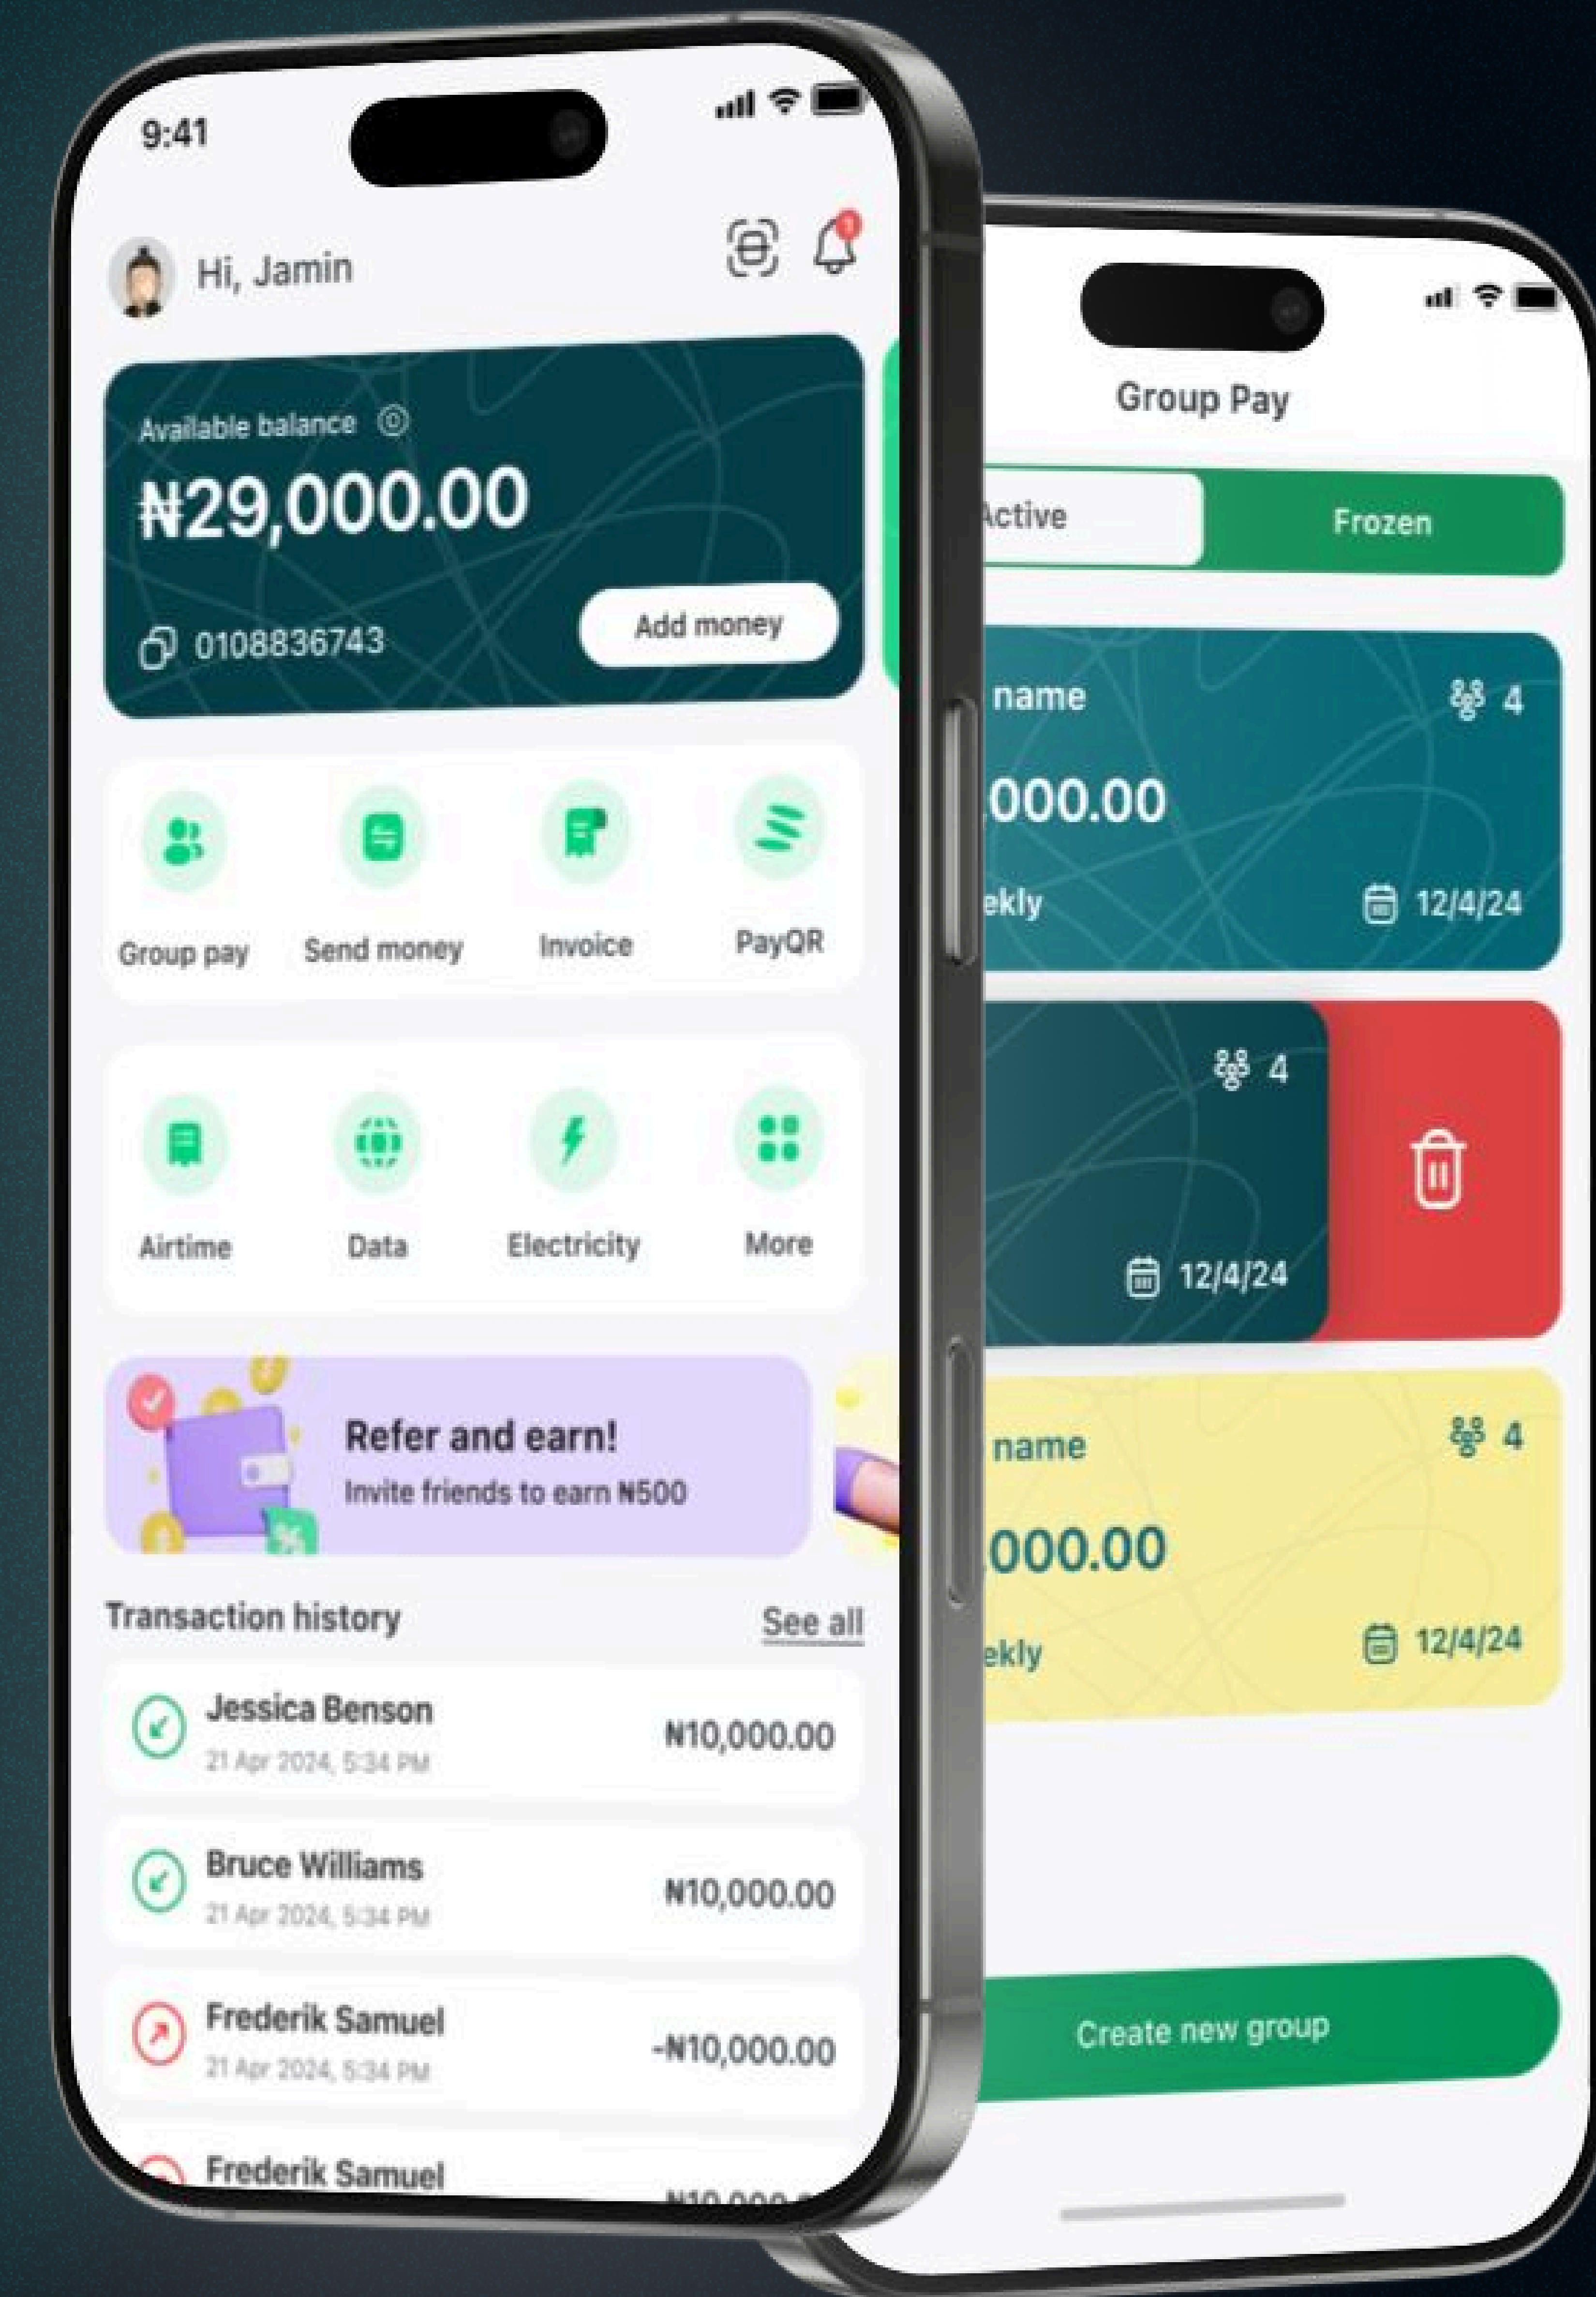 9:41
Hi, Jamin
1
Available balance
₦29,000.00
0108836743
Add money
Group pay
Send money
Invoice
PayQR
Airtime
Data
Electricity
More
Refer and earn!
Invite friends to earn ₦500
Transaction history
See all
Jessica Benson
21 Apr 2024, 5:34 PM
₦10,000.00
Bruce Williams
21 Apr 2024, 5:34 PM
₦10,000.00
Frederik Samuel
21 Apr 2024, 5:34 PM
-₦10,000.00
Frederik Samuel
Group Pay
Active
Frozen
name
4
,000.00
ekly
12/4/24
4
12/4/24
name
4
,000.00
ekly
12/4/24
Create new group